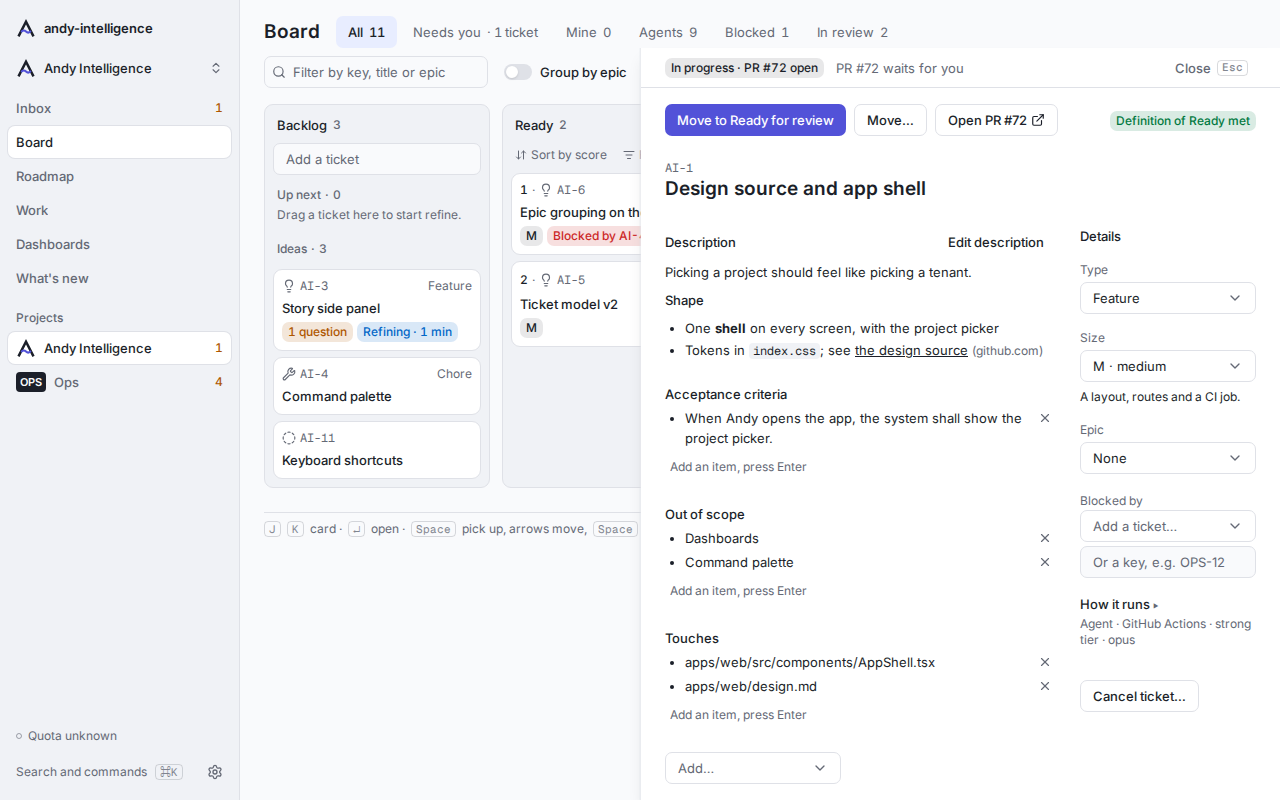 andy-intelligence
Andy Intelligence
Inbox 1
Board
Roadmap
Work
Dashboards
What's new
Projects
Andy Intelligence 1
OPS Ops 4
Quota unknown
Search and commands ⌘K
Board All 11 Needs you · 1 ticket Mine 0 Agents 9 Blocked 1 In review 2
Filter by key, title or epic Group by epic
Backlog 3
Add a ticket
Up next · 0
Drag a ticket here to start refine.
Ideas · 3
AI-3 Feature
Story side panel
1 question Refining · 1 min
AI-4 Chore
Command palette
AI-11
Keyboard shortcuts
Ready 2
Sort by score
1 · AI-6
Epic grouping on the
M Blocked by AI-
2 · AI-5
Ticket model v2
M
J K card · ↵ open · Space pick up, arrows move, Space
In progress · PR #72 open PR #72 waits for you Close Esc
Move to Ready for review Move... Open PR #72 Definition of Ready met
AI-1
Design source and app shell
Description Edit description
Picking a project should feel like picking a tenant.
Shape
• One shell on every screen, with the project picker
• Tokens in index.css; see the design source (github.com)
Acceptance criteria
• When Andy opens the app, the system shall show the
project picker.
Add an item, press Enter
Out of scope
• Dashboards
• Command palette
Add an item, press Enter
Touches
• apps/web/src/components/AppShell.tsx
• apps/web/design.md
Add an item, press Enter
Add...
Details
Type
Feature
Size
M · medium
A layout, routes and a CI job.
Epic
None
Blocked by
Add a ticket...
Or a key, e.g. OPS-12
How it runs ▸
Agent · GitHub Actions · strong
tier · opus
Cancel ticket...